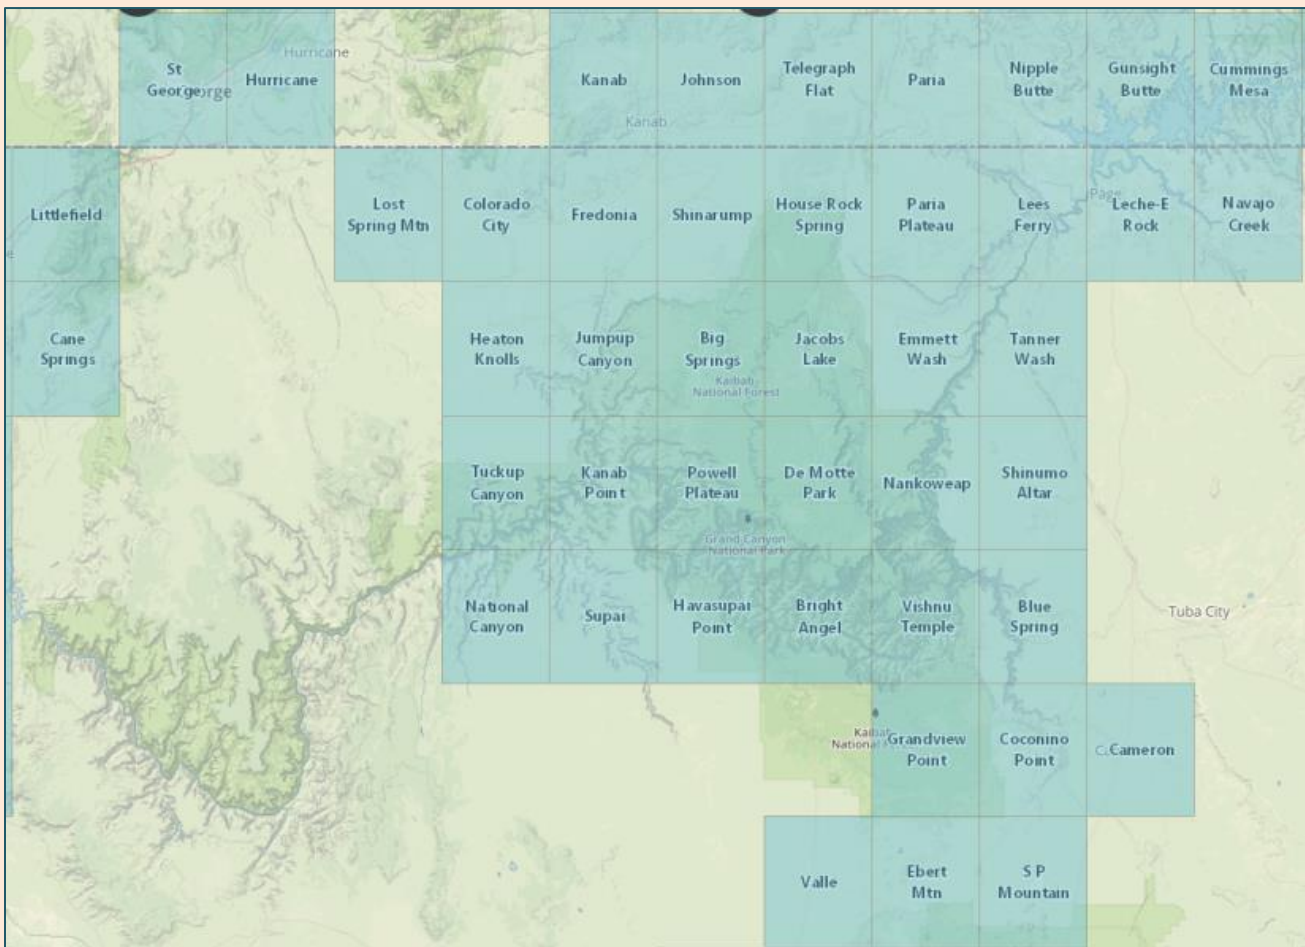 St
George
orge
Hurricane
Hurricane
Kanab
Kanab
Johnson
Telegraph
Flat
Paria
Nipple
Butte
Gunsight
Butte
Cummings
Mesa
Littlefield
Lost
Spring Mtn
Colorado
City
Fredonia
Shinarump
House Rock
Spring
Paria
Plateau
Lees
Ferry
Page
Leche-E
Rock
Navajo
Creek
e
Cane
Springs
Heaton
Knolls
Jumpup
Canyon
Big
Springs
Kaibab
National Forest
Jacobs
Lake
Emmett
Wash
Tanner
Wash
Tuckup
Canyon
Kanab
Point
Powell
Plateau
De Motte
Park
Nankoweap
Shinumo
Altar
Grand Canyon
National Park
National
Canyon
Supai
Havasupai
Point
Bright
Angel
Vishnu
Temple
Blue
Spring
Tuba City
Kaibab
National
Grandview
Point
Coconino
Point
C
Cameron
Valle
Ebert
Mtn
S P
Mountain